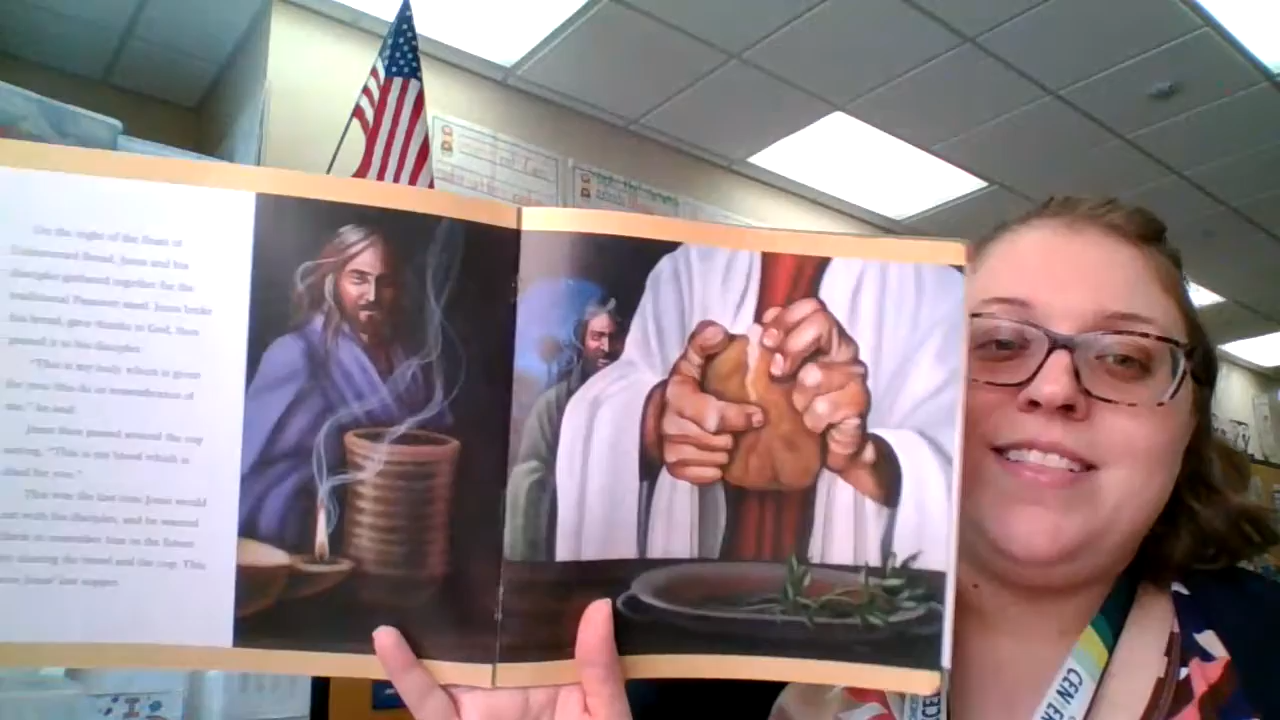 On the night of the Feast of
Unleavened Bread, Jesus and his
disciples gathered together for the
traditional Passover meal. Jesus broke
the bread, gave thanks to God, then
passed it to his disciples.
"This is my body which is given
for you. Do this in remembrance of
me," he said.
Jesus then passed around the cup
saying, "This is my blood which is
shed for you."
This was the last time Jesus would
eat with his disciples, and he wanted
them to remember him in the future
by sharing the bread and the cup. This
was Jesus' last supper.
CEN